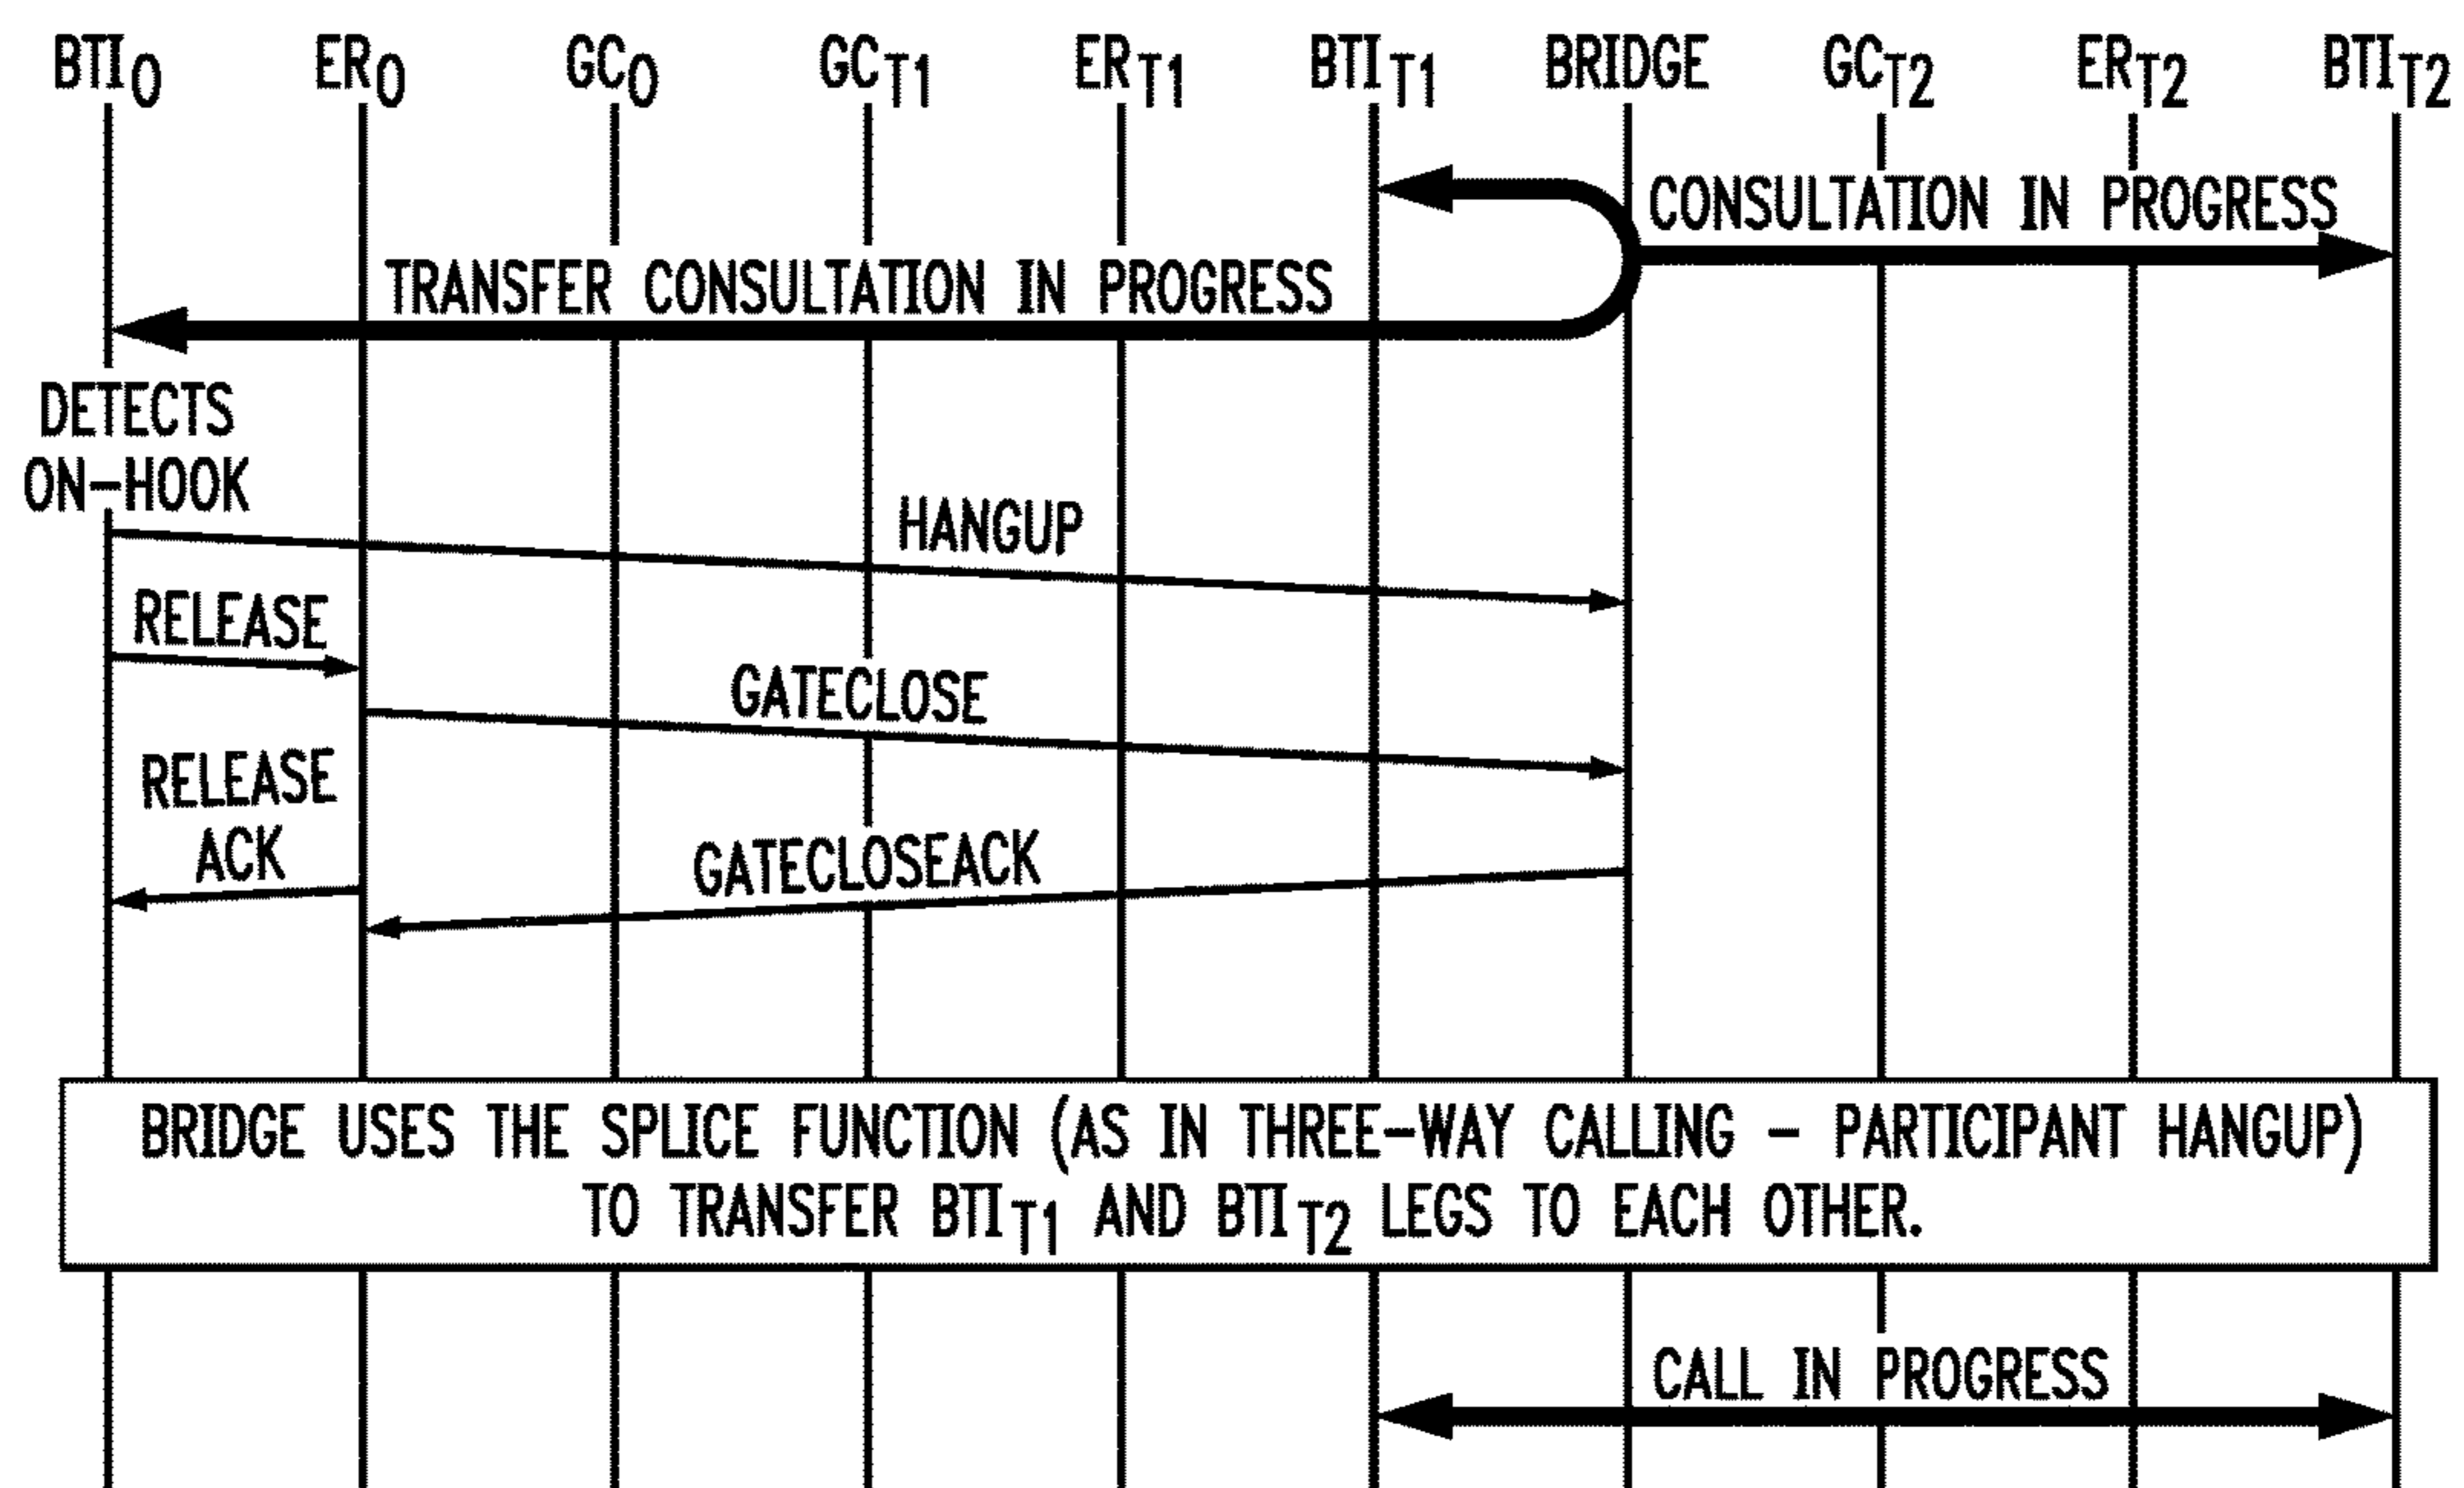 BTIO ERO GCO GCT1 ERT1 BTIT1 BRIDGE GCT2 ERT2 BTIT2
CONSULTATION IN PROGRESS
TRANSFER CONSULTATION IN PROGRESS
DETECTS
ON-HOOK
HANGUP
RELEASE
GATECLOSE
RELEASE
ACK
GATECLOSEACK
BRIDGE USES THE SPLICE FUNCTION (AS IN THREE-WAY CALLING - PARTICIPANT HANGUP)
TO TRANSFER BTIT1 AND BTIT2 LEGS TO EACH OTHER.
CALL IN PROGRESS